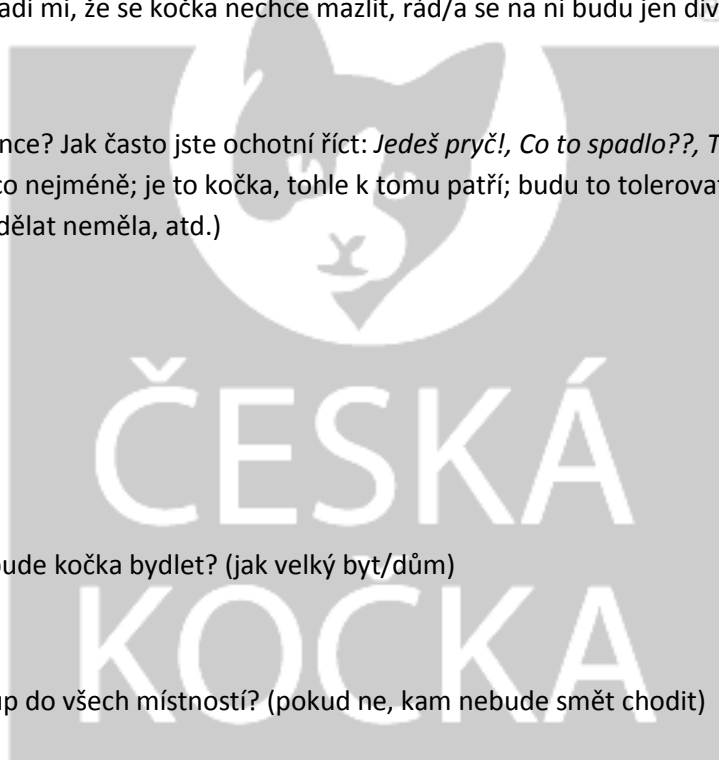 adí mi, že se kočka nechce mazlit, rád/a se na ni budu jen dív
nce? Jak často jste ochotní říct: Jedeš pryč!, Co to spadlo??, T
co nejméně; je to kočka, tohle k tomu patří; budu to tolerovat
dělat neměla, atd.)
ČESKÁ
bude kočka bydlet? (jak velký byt/dům)
KOČKA
up do všech místností? (pokud ne, kam nebude smět chodit)